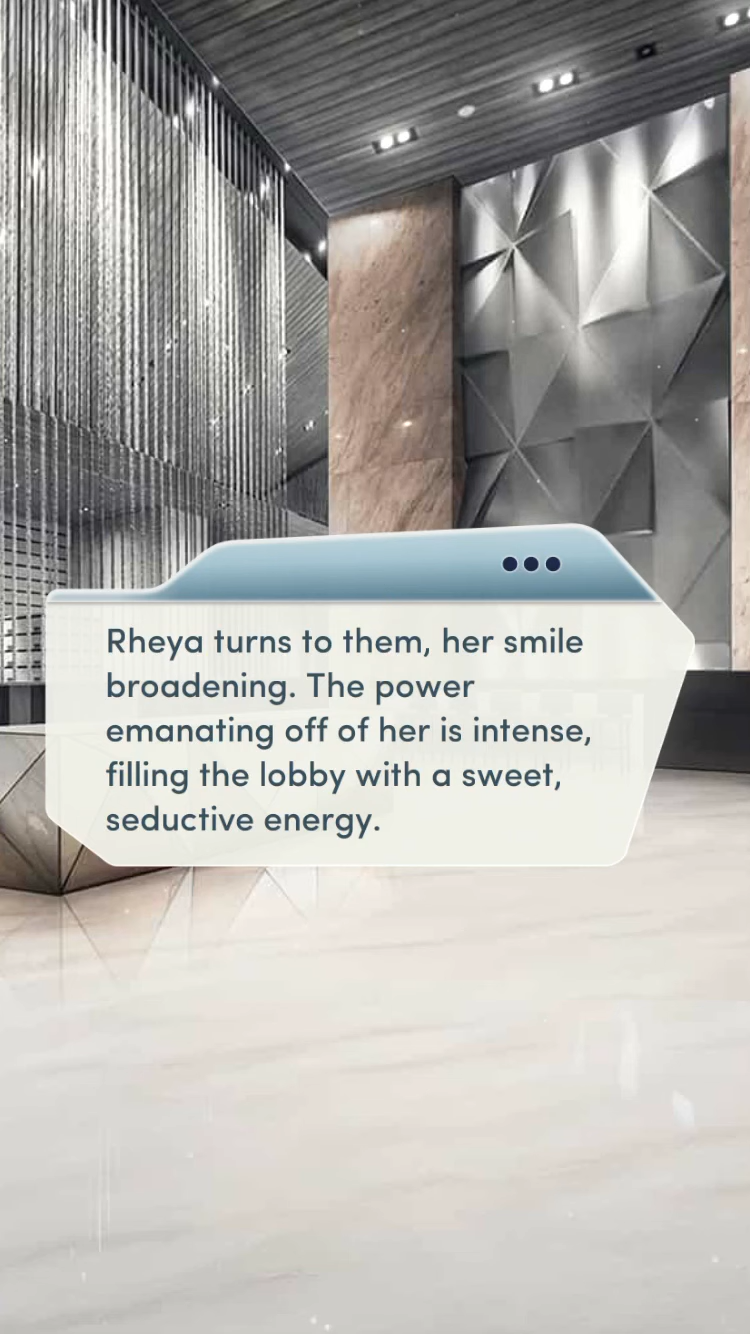 Rheya turns to them, her smile
broadening. The power
emanating off of her is intense,
filling the lobby with a sweet,
seductive energy.